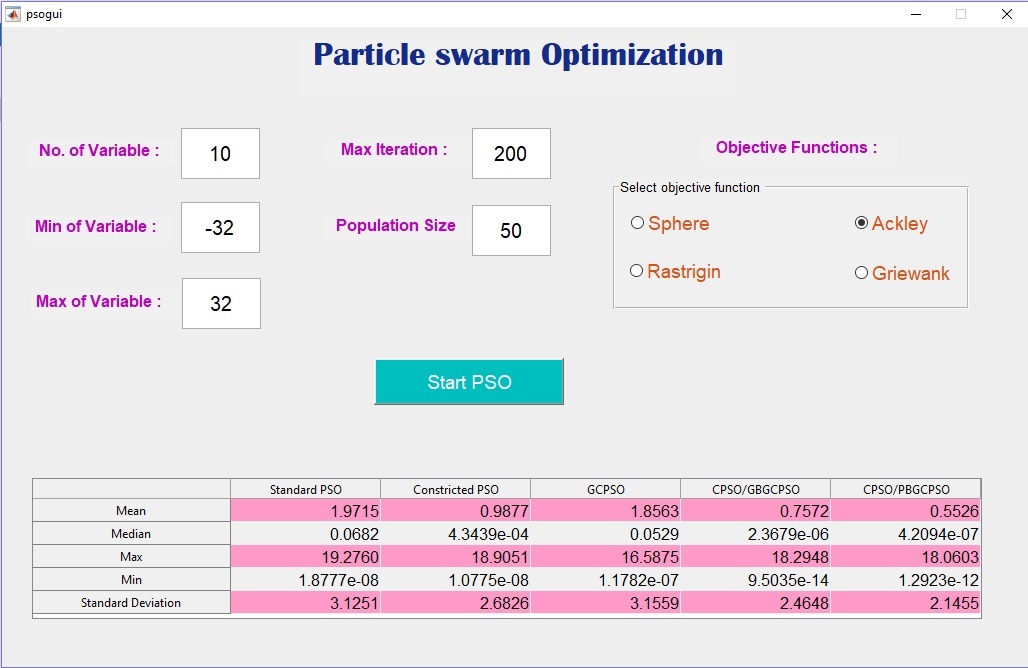 psogui
Particle swarm Optimization
No. of Variable : 10
Max Iteration : 200
Objective Functions :
Min of Variable : -32
Population Size 50
Max of Variable : 32
Select objective function
Sphere Ackley
Rastrigin Griewank
Start PSO
Standard PSO Constricted PSO GCPSO CPSO/GBGCPSO CPSO/PBGCPSO
Mean 1.9715 0.9877 1.8563 0.7572 0.5526
Median 0.0682 4.3439e-04 0.0529 2.3679e-06 4.2094e-07
Max 19.2760 18.9051 16.5875 18.2948 18.0603
Min 1.8777e-08 1.0775e-08 1.1782e-07 9.5035e-14 1.2923e-12
Standard Deviation 3.1251 2.6826 3.1559 2.4648 2.1455